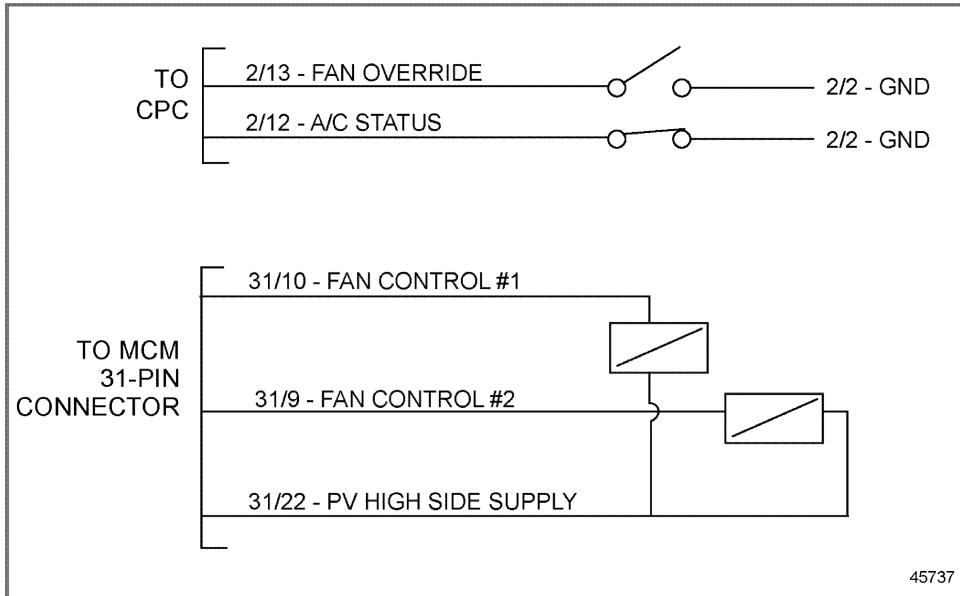 TO
CPC
2/13 - FAN OVERRIDE
2/2 - GND
2/12 - A/C STATUS
2/2 - GND
TO MCM
31-PIN
CONNECTOR
31/10 - FAN CONTROL #1
31/9 - FAN CONTROL #2
31/22 - PV HIGH SIDE SUPPLY
45737